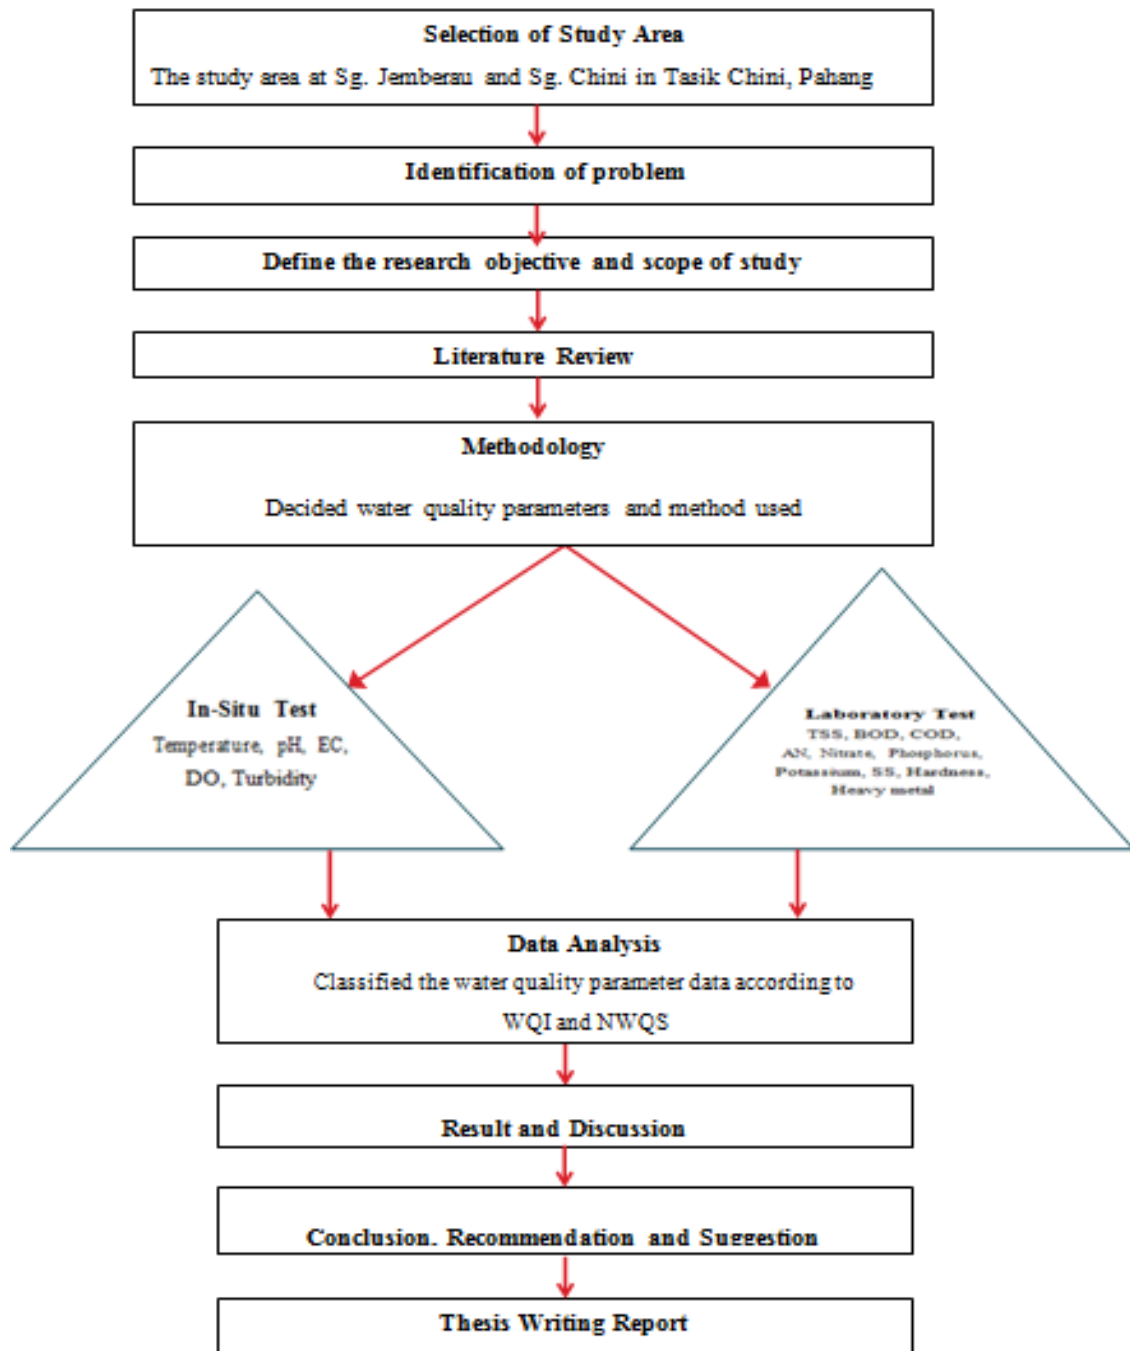 Selection of Study Area
The study area at Sg. Jemberau and Sg. Chini in Tasik Chini, Pahang
Identification of problem
Define the research objective and scope of study
Literature Review
Methodology
Decided water quality parameters and method used
In-Situ Test
Temperature, pH, EC,
DO, Turbidity
Laboratory Test
TSS, BOD, COD,
AN, Nitrate, Phosphorus,
Potassium, SS, Hardness,
Heavy metal
Data Analysis
Classified the water quality parameter data according to
WQI and NWQS
Result and Discussion
Conclusion. Recommendation and Suggestion
Thesis Writing Report